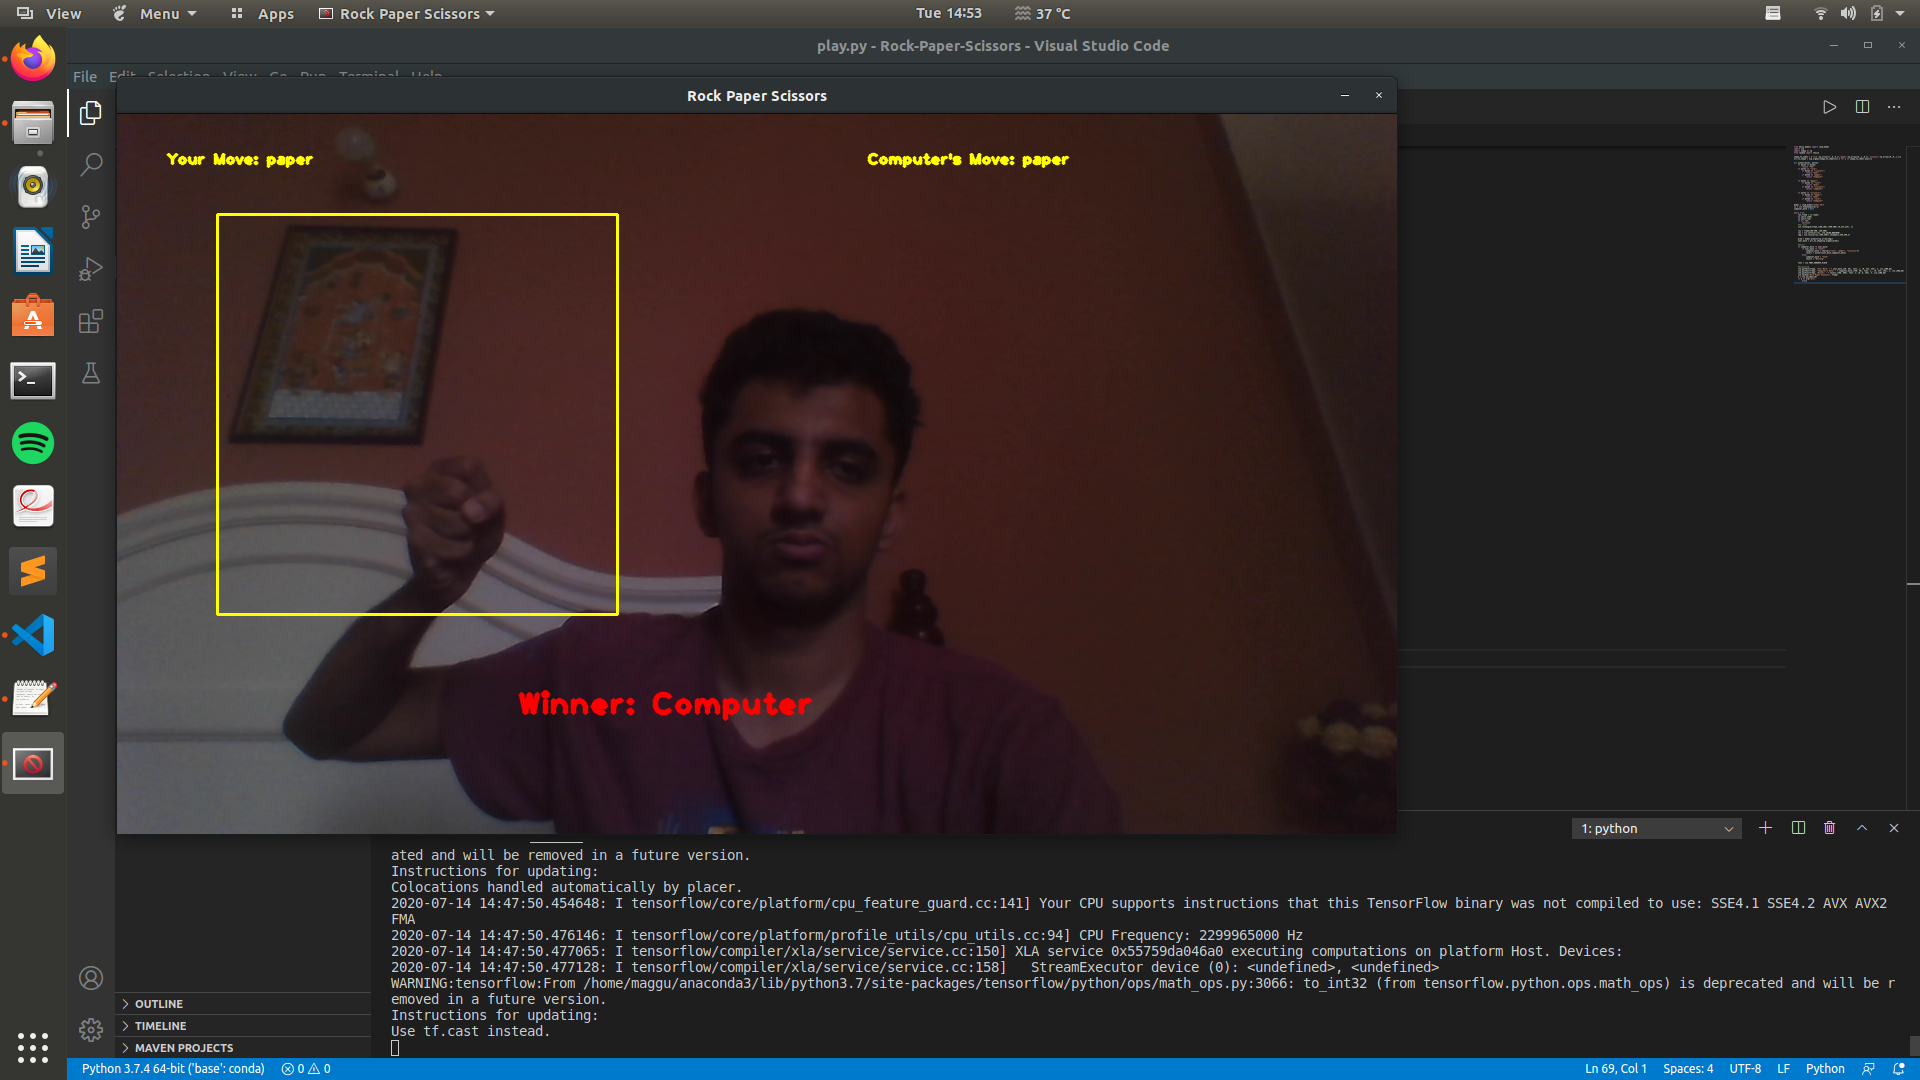 View Menu Apps Rock Paper Scissors Tue 14:53 37 °C
play.py - Rock-Paper-Scissors - Visual Studio Code
File Edit Selection View Go Run Terminal Help
Rock Paper Scissors
Your Move: paper
Computer's Move: paper
Winner: Computer
1: python
ated and will be removed in a future version.
Instructions for updating:
Colocations handled automatically by placer.
2020-07-14 14:47:50.454648: I tensorflow/core/platform/cpu_feature_guard.cc:141] Your CPU supports instructions that this TensorFlow binary was not compiled to use: SSE4.1 SSE4.2 AVX AVX2
FMA
2020-07-14 14:47:50.476146: I tensorflow/core/platform/profile_utils/cpu_utils.cc:94] CPU Frequency: 2299965000 Hz
2020-07-14 14:47:50.477065: I tensorflow/compiler/xla/service/service.cc:150] XLA service 0x55759da046a0 executing computations on platform Host. Devices:
2020-07-14 14:47:50.477128: I tensorflow/compiler/xla/service/service.cc:158]   StreamExecutor device (0): <undefined>, <undefined>
WARNING:tensorflow:From /home/maggu/anaconda3/lib/python3.7/site-packages/tensorflow/python/ops/math_ops.py:3066: to_int32 (from tensorflow.python.ops.math_ops) is deprecated and will be r
emoved in a future version.
Instructions for updating:
Use tf.cast instead.
OUTLINE
TIMELINE
MAVEN PROJECTS
Python 3.7.4 64-bit ('base': conda) 0 0 Ln 69, Col 1 Spaces: 4 UTF-8 LF Python